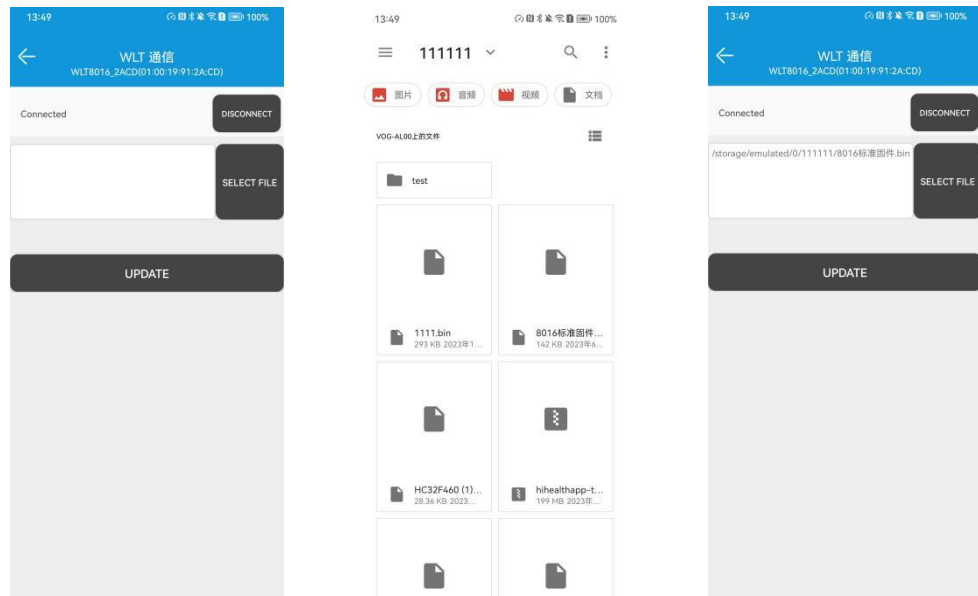 13:49
100%
WLT 通信
WLT8016_2ACD(01:00:19:91:2A:CD)
Connected
DISCONNECT
SELECT FILE
UPDATE
13:49
100%
111111
图片
音频
视频
文档
VOG-AL00上的文件
test
1111.bin
293 KB 2023年1...
8016标准固件...
142 KB 2023年6...
HC32F460 (1)...
28.36 KB 2023...
hihealthapp-t...
199 MB 2023年...
13:49
100%
WLT 通信
WLT8016_2ACD(01:00:19:91:2A:CD)
Connected
DISCONNECT
/storage/emulated/0/111111/8016标准固件.bin
SELECT FILE
UPDATE